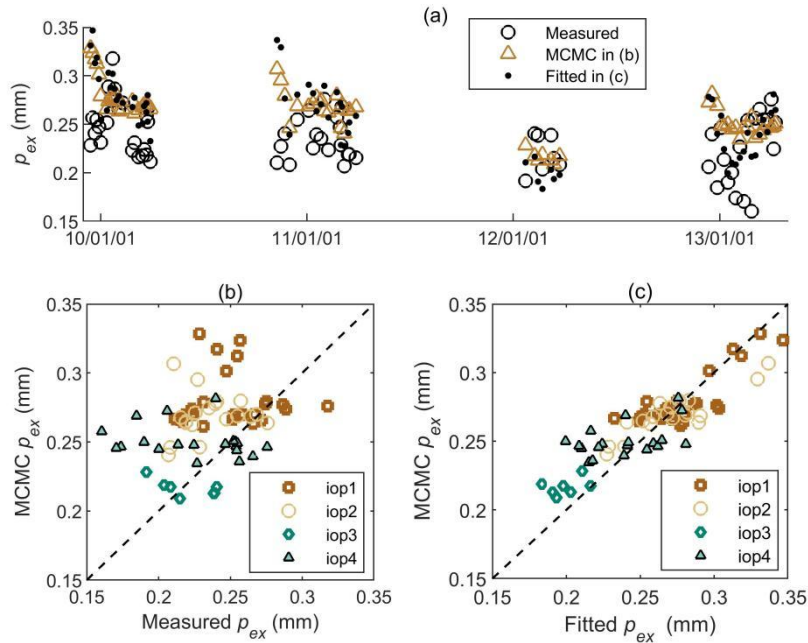 (a)
Measured
MCMC in (b)
Fitted in (c)
p_ex (mm)
0.35
0.3
0.25
0.2
0.15
10/01/01
11/01/01
12/01/01
13/01/01
(b)
MCMC p_ex (mm)
0.35
0.3
0.25
0.2
0.15
iop1
iop2
iop3
iop4
0.15
0.2
0.25
0.3
0.35
Measured p_ex (mm)
(c)
MCMC p_ex (mm)
0.35
0.3
0.25
0.2
0.15
iop1
iop2
iop3
iop4
0.15
0.2
0.25
0.3
0.35
Fitted p_ex (mm)